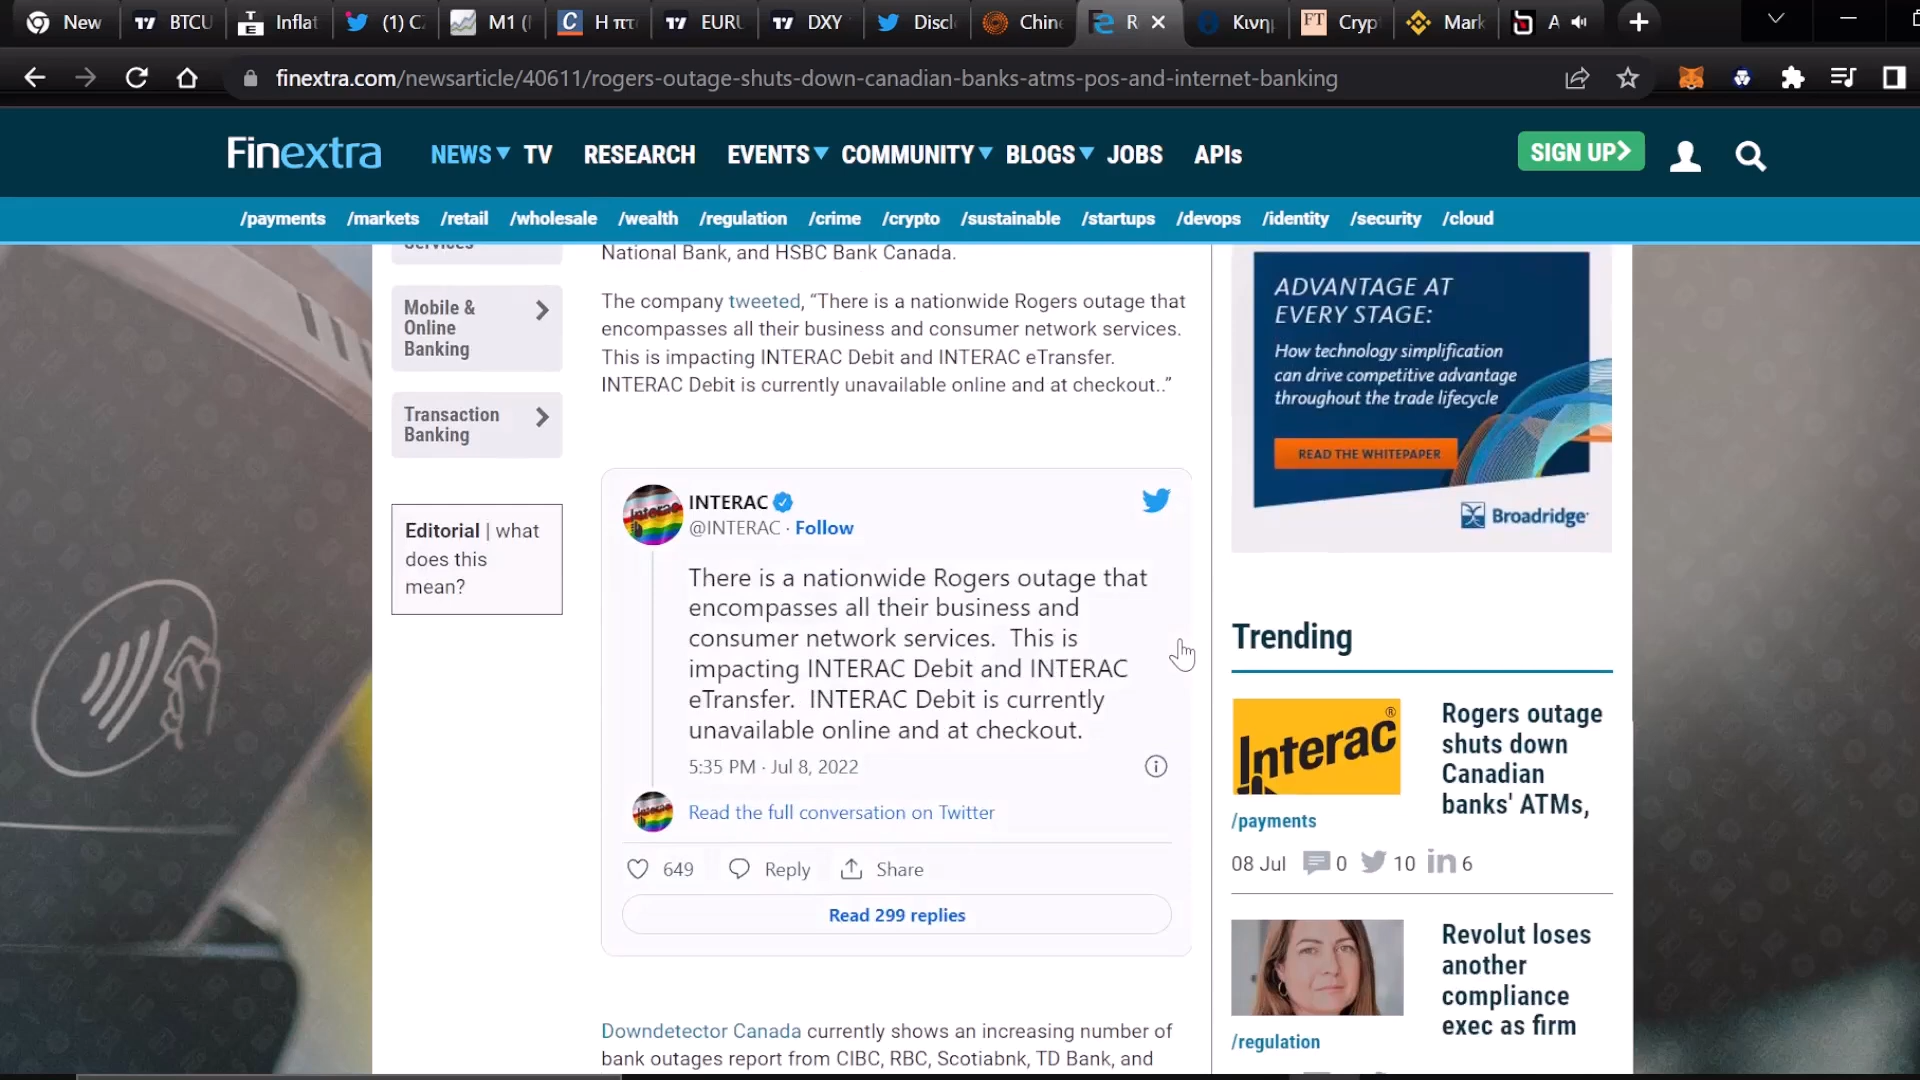 New
BTCU
Inflat
(1) C
M1 (
Η πτ
EURU
DXY
Discl
Chine
R
Κινη
FT
Cryp
Mark
A
finextra.com/newsarticle/40611/rogers-outage-shuts-down-canadian-banks-atms-pos-and-internet-banking
Finextra
NEWS TV RESEARCH EVENTS COMMUNITY BLOGS JOBS APIs
SIGN UP
/payments /markets /retail /wholesale /wealth /regulation /crime /crypto /sustainable /startups /devops /identity /security /cloud
Services
Mobile &
Online
Banking
Transaction
Banking
Editorial | what
does this
mean?
National Bank, and HSBC Bank Canada.
The company tweeted, “There is a nationwide Rogers outage that
encompasses all their business and consumer network services.
This is impacting INTERAC Debit and INTERAC eTransfer.
INTERAC Debit is currently unavailable online and at checkout..”
Interac
INTERAC
@INTERAC · Follow
There is a nationwide Rogers outage that
encompasses all their business and
consumer network services. This is
impacting INTERAC Debit and INTERAC
eTransfer. INTERAC Debit is currently
unavailable online and at checkout.
5:35 PM · Jul 8, 2022
Read the full conversation on Twitter
649 Reply Share
Read 299 replies
Downdetector Canada currently shows an increasing number of
bank outages report from CIBC, RBC, Scotiabnk, TD Bank, and
ADVANTAGE AT
EVERY STAGE:
How technology simplification
can drive competitive advantage
throughout the trade lifecycle
READ THE WHITEPAPER
Broadridge
Trending
Interac®
Rogers outage
shuts down
Canadian
banks' ATMs,
/payments
08 Jul 0 10 6
Revolut loses
another
compliance
exec as firm
/regulation